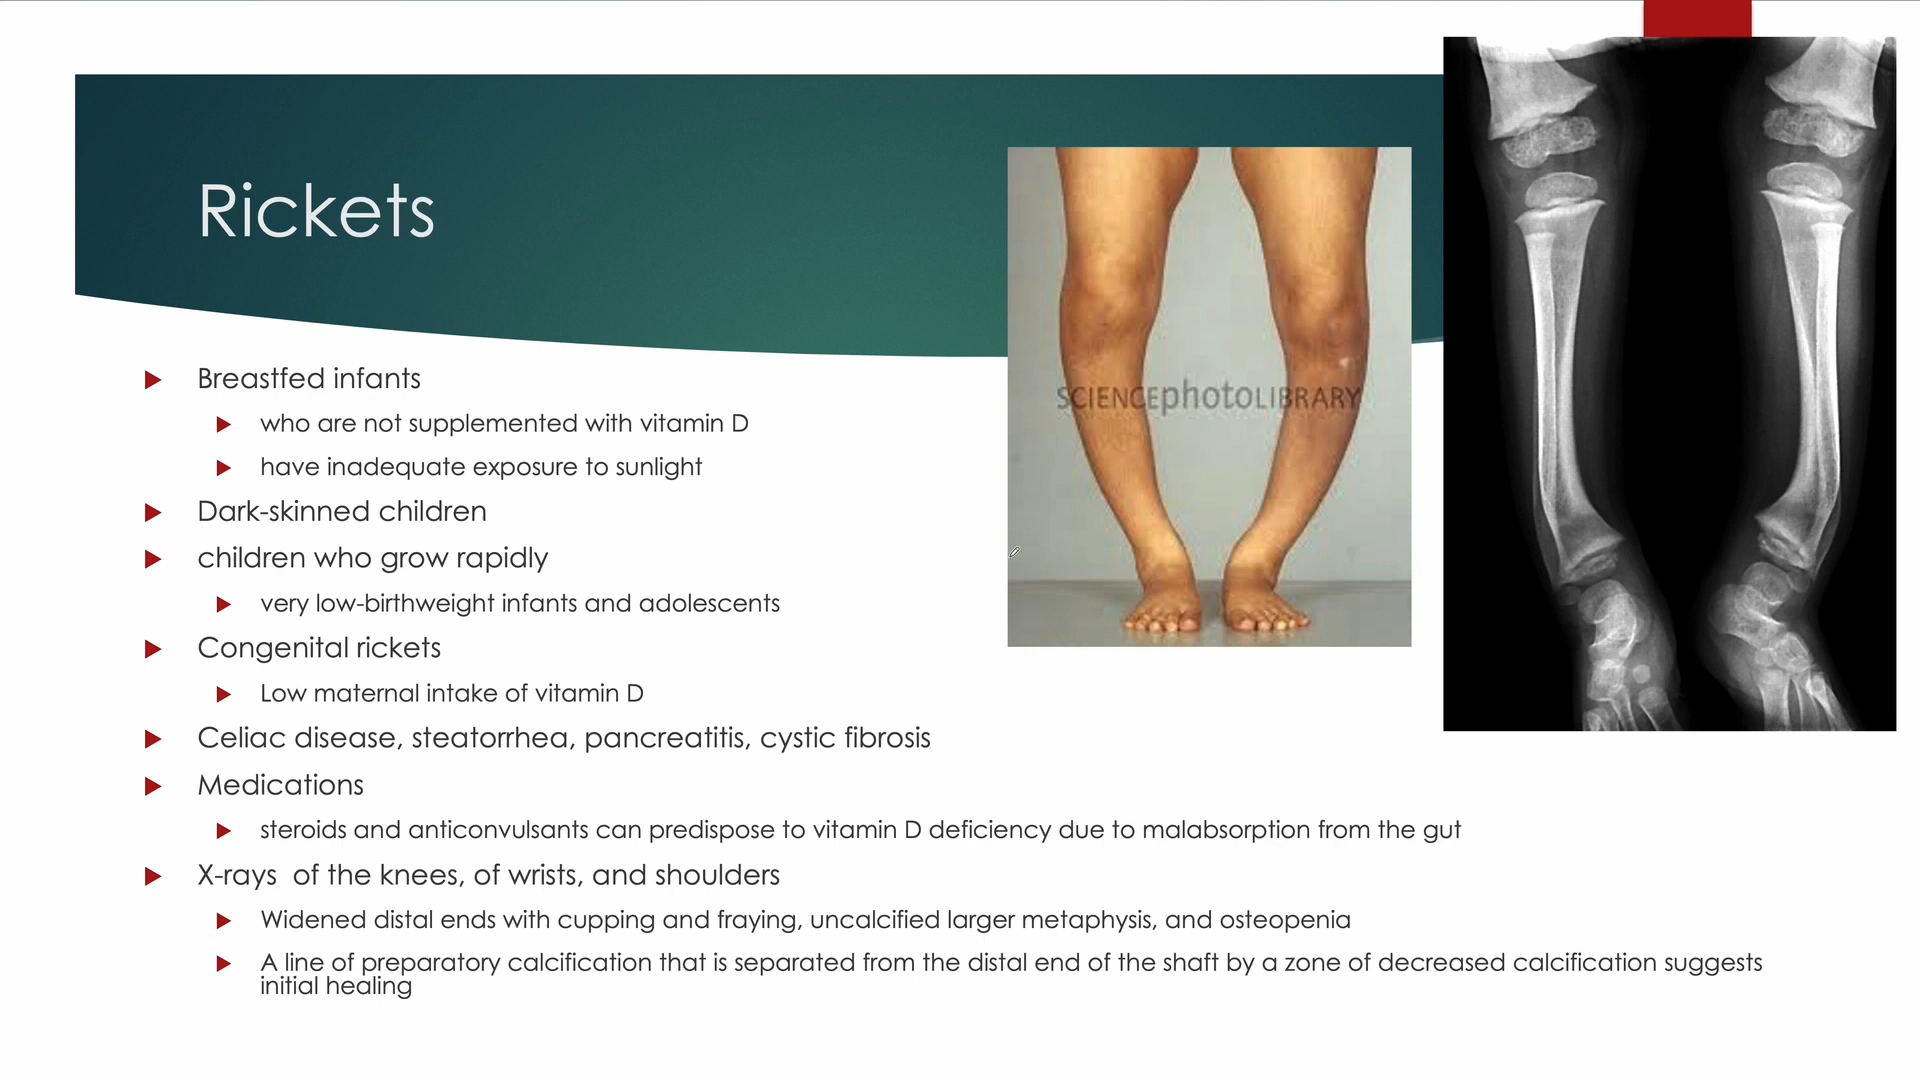 Rickets
Breastfed infants
who are not supplemented with vitamin D
have inadequate exposure to sunlight
Dark-skinned children
children who grow rapidly
very low-birthweight infants and adolescents
Congenital rickets
Low maternal intake of vitamin D
Celiac disease, steatorrhea, pancreatitis, cystic fibrosis
Medications
steroids and anticonvulsants can predispose to vitamin D deficiency due to malabsorption from the gut
X-rays  of the knees, of wrists, and shoulders
Widened distal ends with cupping and fraying, uncalcified larger metaphysis, and osteopenia
A line of preparatory calcification that is separated from the distal end of the shaft by a zone of decreased calcification suggests
initial healing
SCIENCEphotoLIBRARY